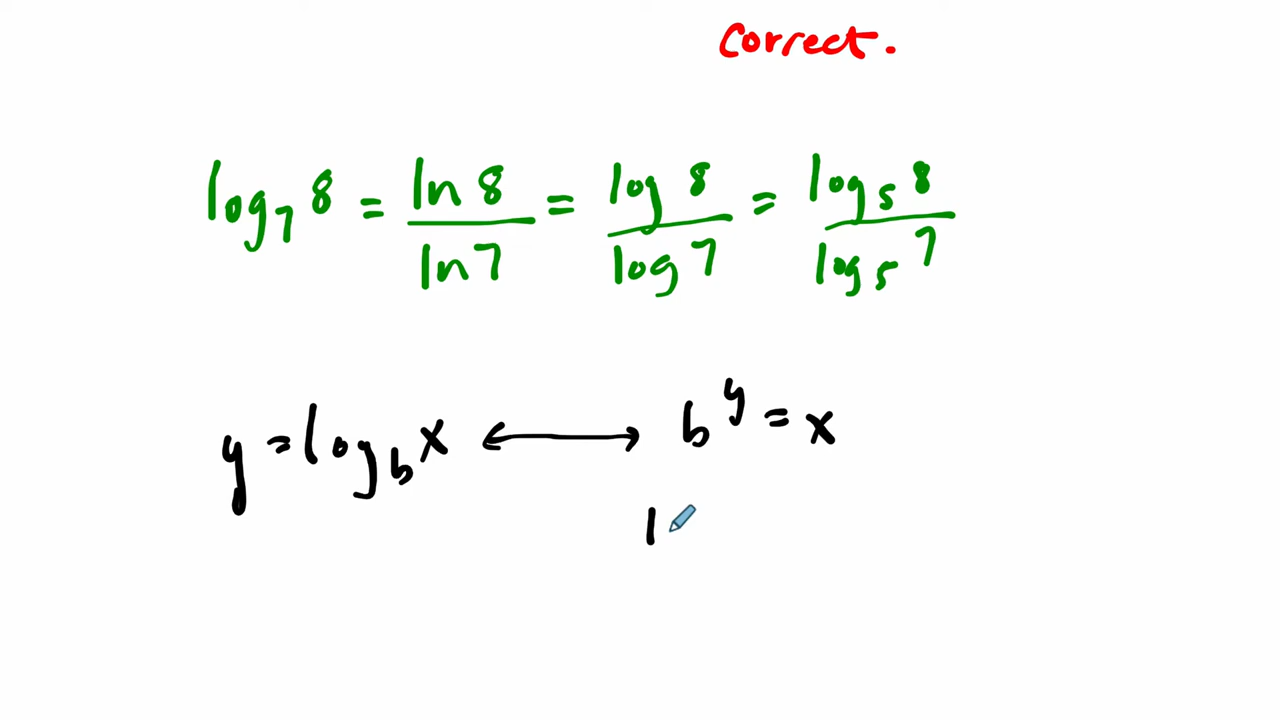 Correct.
log₇ 8 = ln 8 / ln 7 = log 8 / log 7 = log₅ 8 / log₅ 7
y = log_b x ⟷ b^y = x
l